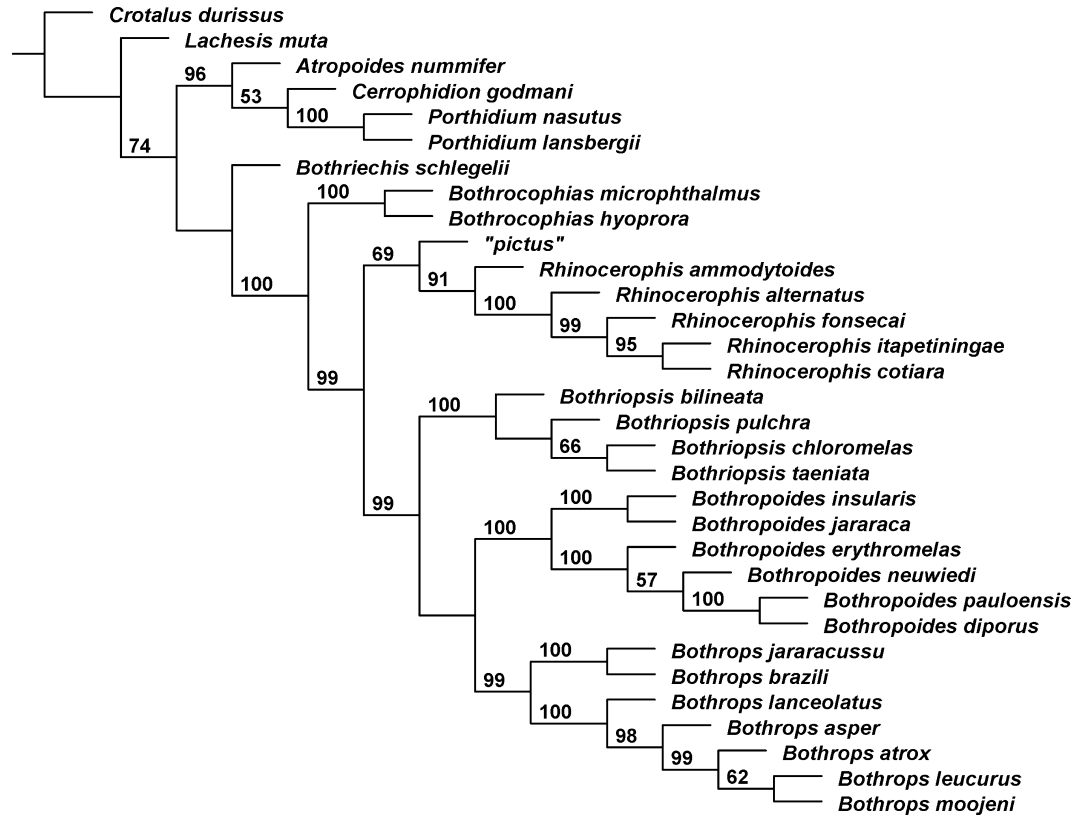 Crotalus durissus
Lachesis muta
96
Atropoides nummifer
53
Cerrophidion godmani
100
Porthidium nasutus
Porthidium lansbergii
74
Bothriechis schlegelii
100
Bothrocophias microphthalmus
Bothrocophias hyoprora
"pictus"
69
Rhinocerophis ammodytoides
91
100
Rhinocerophis alternatus
100
Rhinocerophis fonsecai
99
Rhinocerophis itapetiningae
95
Rhinocerophis cotiara
99
Bothriopsis bilineata
100
Bothriopsis pulchra
66
Bothriopsis chloromelas
Bothriopsis taeniata
99
100
Bothropoides insularis
Bothropoides jararaca
100
Bothropoides erythromelas
100
Bothropoides neuwiedi
57
100
Bothropoides pauloensis
Bothropoides diporus
100
Bothrops jararacussu
Bothrops brazili
99
Bothrops lanceolatus
100
Bothrops asper
98
Bothrops atrox
99
62
Bothrops leucurus
Bothrops moojeni